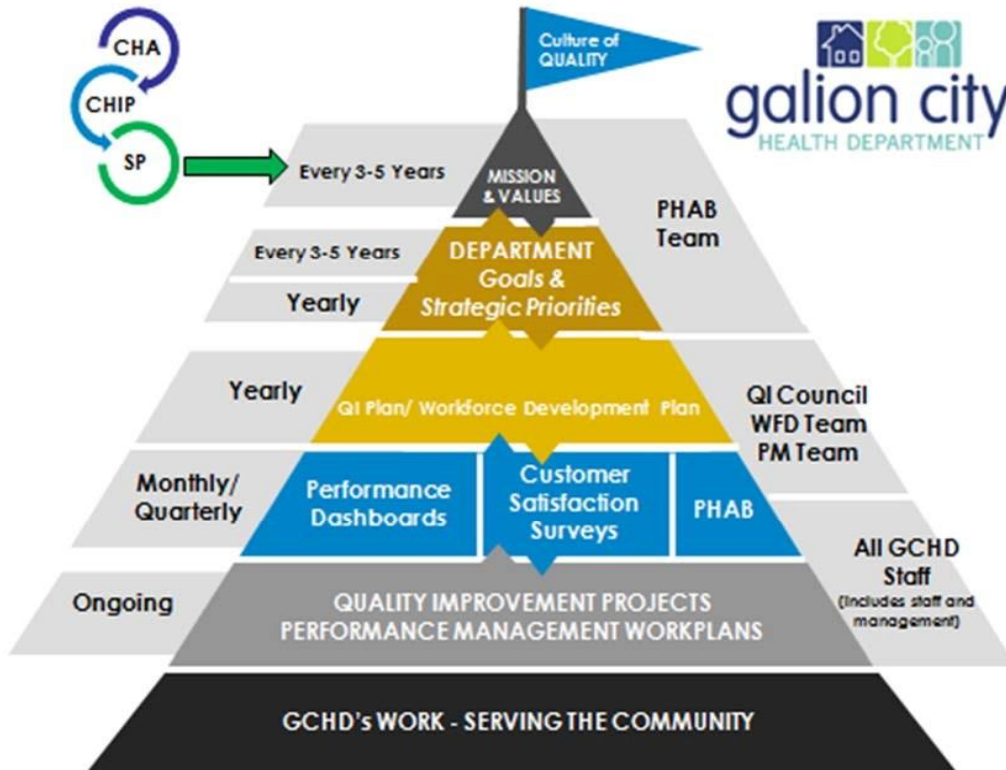 CHA
CHIP
SP
Culture of
QUALITY
galion city
HEALTH DEPARTMENT
Every 3-5 Years
MISSION
& VALUES
PHAB
Team
Every 3-5 Years
Yearly
DEPARTMENT
Goals &
Strategic Priorities
Yearly
QI Plan/ Workforce Development Plan
QI Council
WFD Team
PM Team
Monthly/
Quarterly
Performance
Dashboards
Customer
Satisfaction
Surveys
PHAB
All GCHD
Staff
(Includes staff and
management)
Ongoing
QUALITY IMPROVEMENT PROJECTS
PERFORMANCE MANAGEMENT WORKPLANS
GCHD's WORK - SERVING THE COMMUNITY